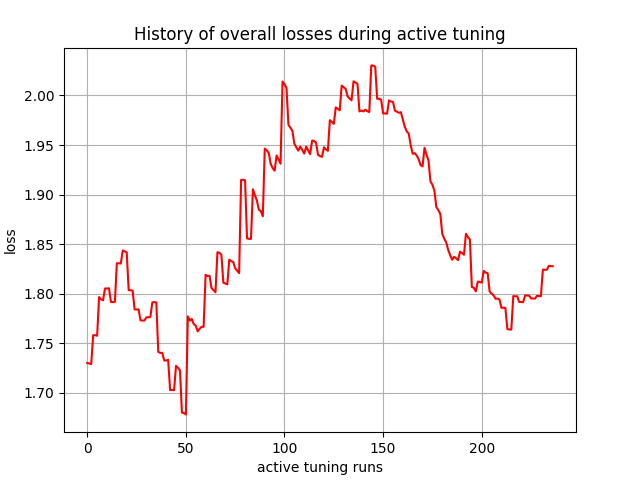 History of overall losses during active tuning
loss
2.00
1.95
1.90
1.85
1.80
1.75
1.70
0 50 100 150 200
active tuning runs